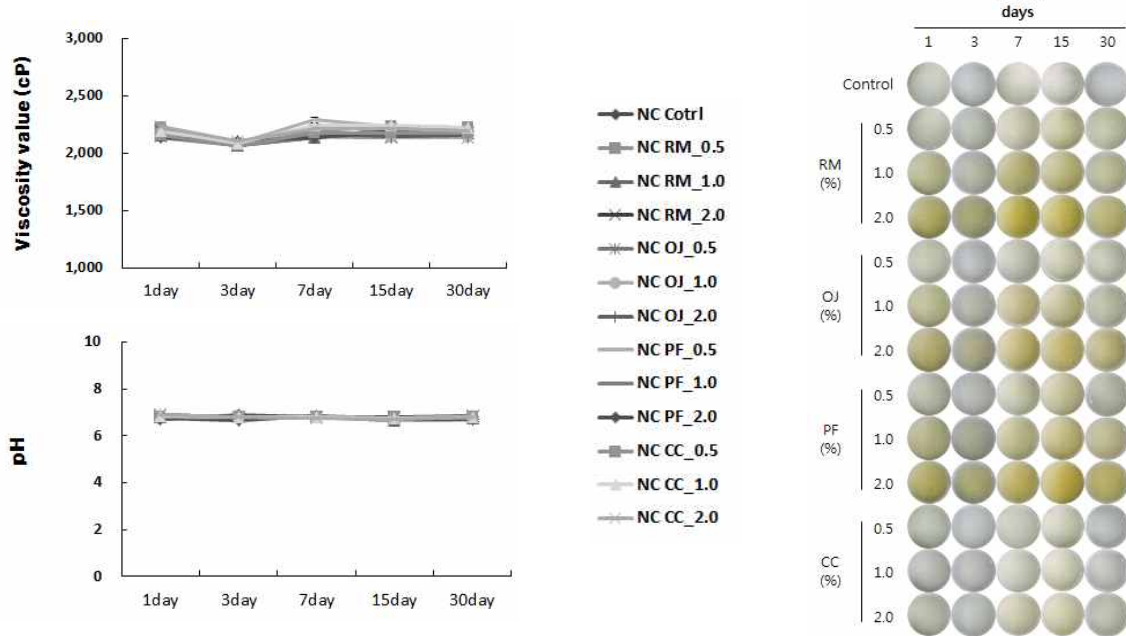 Viscosity value (cP)
3,000
2,500
2,000
1,500
1,000
1day 3day 7day 15day 30day
pH
10
8
6
4
2
0
1day 3day 7day 15day 30day
NC Cotrl
NC RM_0.5
NC RM_1.0
NC RM_2.0
NC OJ_0.5
NC OJ_1.0
NC OJ_2.0
NC PF_0.5
NC PF_1.0
NC PF_2.0
NC CC_0.5
NC CC_1.0
NC CC_2.0
days
1 3 7 15 30
Control
RM
(%)
0.5
1.0
2.0
OJ
(%)
0.5
1.0
2.0
PF
(%)
0.5
1.0
2.0
CC
(%)
0.5
1.0
2.0